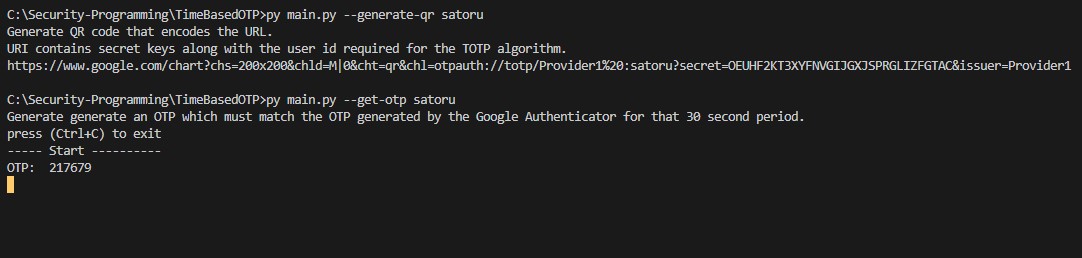 C:\Security-Programming\TimeBasedOTP>py main.py --generate-qr satoru
Generate QR code that encodes the URL.
URI contains secret keys along with the user id required for the TOTP algorithm.
https://www.google.com/chart?chs=200x200&chld=M|0&cht=qr&chl=otpauth://totp/Provider1%20:satoru?secret=OEUHF2KT3XYFNVGIJGXJSPRGLIZFGTAC&issuer=Provider1
C:\Security-Programming\TimeBasedOTP>py main.py --get-otp satoru
Generate generate an OTP which must match the OTP generated by the Google Authenticator for that 30 second period.
press (Ctrl+C) to exit
----- Start ----------
OTP:  217679